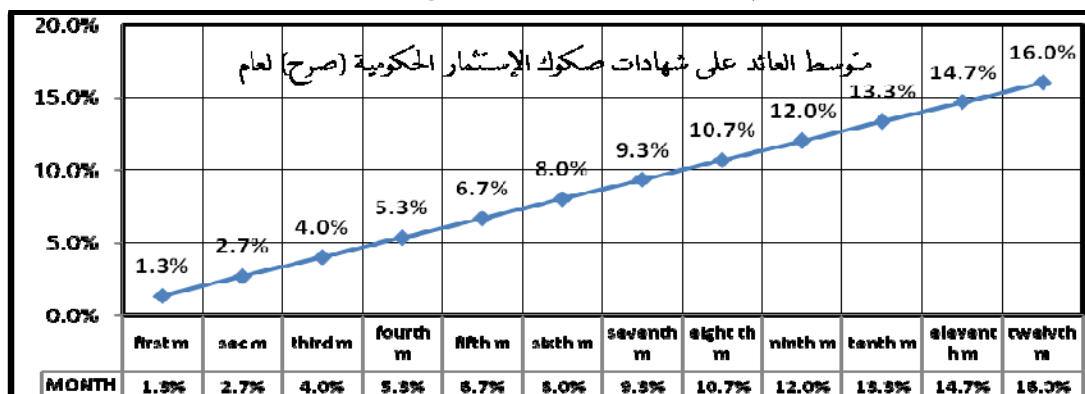 20.0%
متوسط العائد على شهادات صكوك الإستثمار الحكومية (صرح) لعام
15.0%
10.0%
5.0%
0.0%
1.3% 2.7% 4.0% 5.3% 6.7% 8.0% 9.3% 10.7% 12.0% 13.3% 14.7% 16.0%
first m sec m third m fourth m fifth m sixth m seventh m eight th m ninth m tenth m elevent h m twelvth m
MONTH 1.3% 2.7% 4.0% 5.3% 6.7% 8.0% 9.3% 10.7% 12.0% 13.3% 14.7% 16.0%